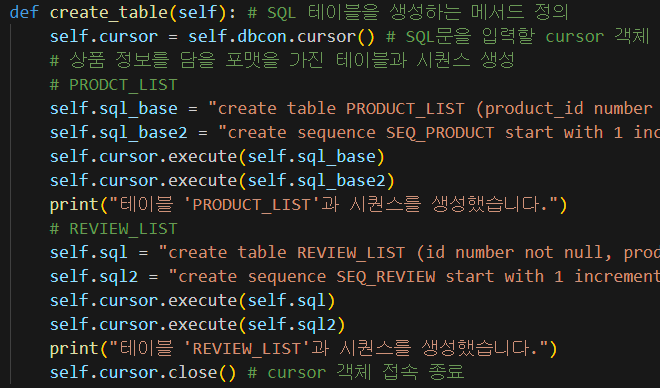 def create_table(self): # SQL 테이블을 생성하는 메서드 정의
self.cursor = self.dbcon.cursor() # SQL문을 입력할 cursor 객체
# 상품 정보를 담을 포맷을 가진 테이블과 시퀀스 생성
# PRODCT_LIST
self.sql_base = "create table PRODUCT_LIST (product_id number
self.sql_base2 = "create sequence SEQ_PRODUCT start with 1 inc
self.cursor.execute(self.sql_base)
self.cursor.execute(self.sql_base2)
print("테이블 'PRODUCT_LIST'과 시퀀스를 생성했습니다.")
# REVIEW_LIST
self.sql = "create table REVIEW_LIST (id number not null, prod
self.sql2 = "create sequence SEQ_REVIEW start with 1 increment
self.cursor.execute(self.sql)
self.cursor.execute(self.sql2)
print("테이블 'REVIEW_LIST'과 시퀀스를 생성했습니다.")
self.cursor.close() # cursor 객체 접속 종료